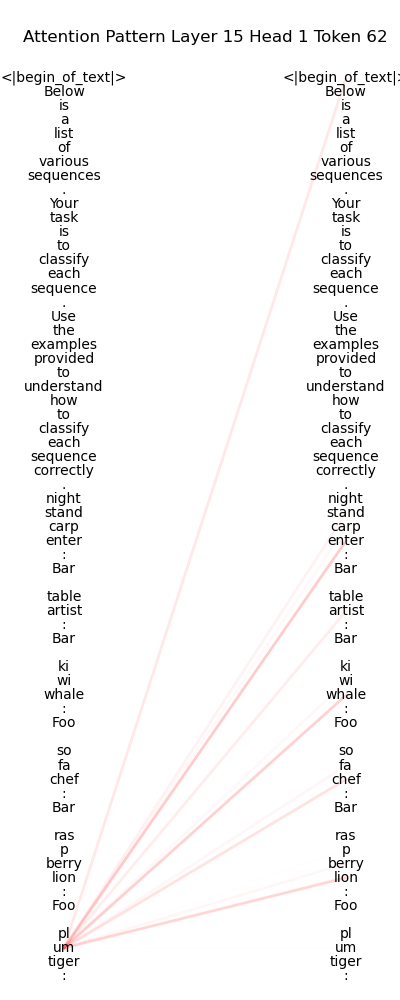 Attention Pattern Layer 15 Head 1 Token 62
<|begin_of_text|> <|begin_of_text|>
Below Below
is is
a a
list list
of of
various various
sequences sequences
. .
Your Your
task task
is is
to to
classify classify
each each
sequence sequence
. .
Use Use
the the
examples examples
provided provided
to to
understand understand
how how
to to
classify classify
each each
sequence sequence
correctly correctly
. .
night night
stand stand
carp carp
enter enter
: :
Bar Bar
table table
artist artist
: :
Bar Bar
ki ki
wi wi
whale whale
: :
Foo Foo
so so
fa fa
chef chef
: :
Bar Bar
ras ras
p p
berry berry
lion lion
: :
Foo Foo
pl pl
um um
tiger tiger
: :